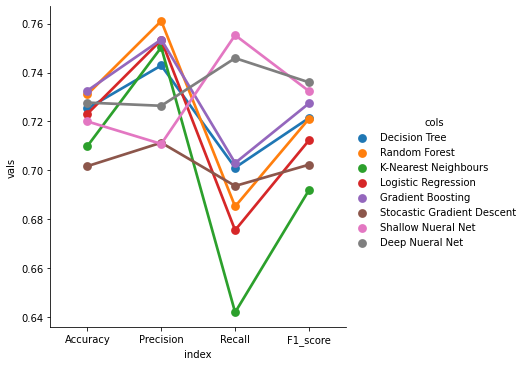 0.76
0.74
0.72
0.70
0.68
0.66
0.64
vals
Accuracy
Precision
Recall
F1_score
index
cols
Decision Tree
Random Forest
K-Nearest Neighbours
Logistic Regression
Gradient Boosting
Stocastic Gradient Descent
Shallow Nueral Net
Deep Nueral Net